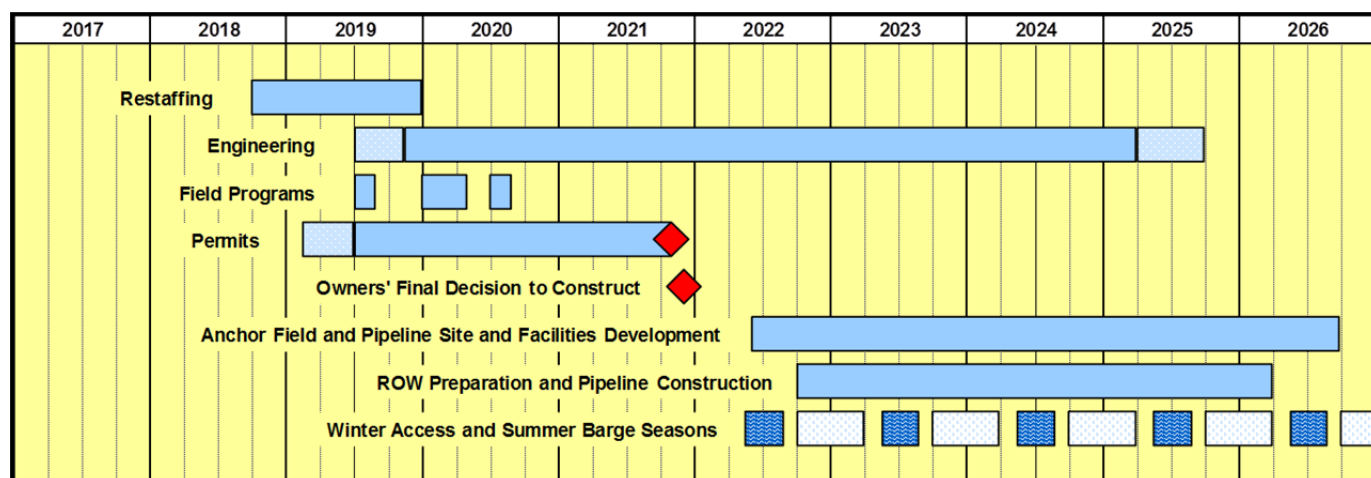 2017 2018 2019 2020 2021 2022 2023 2024 2025 2026
Restaffing
Engineering
Field Programs
Permits
Owners' Final Decision to Construct
Anchor Field and Pipeline Site and Facilities Development
ROW Preparation and Pipeline Construction
Winter Access and Summer Barge Seasons